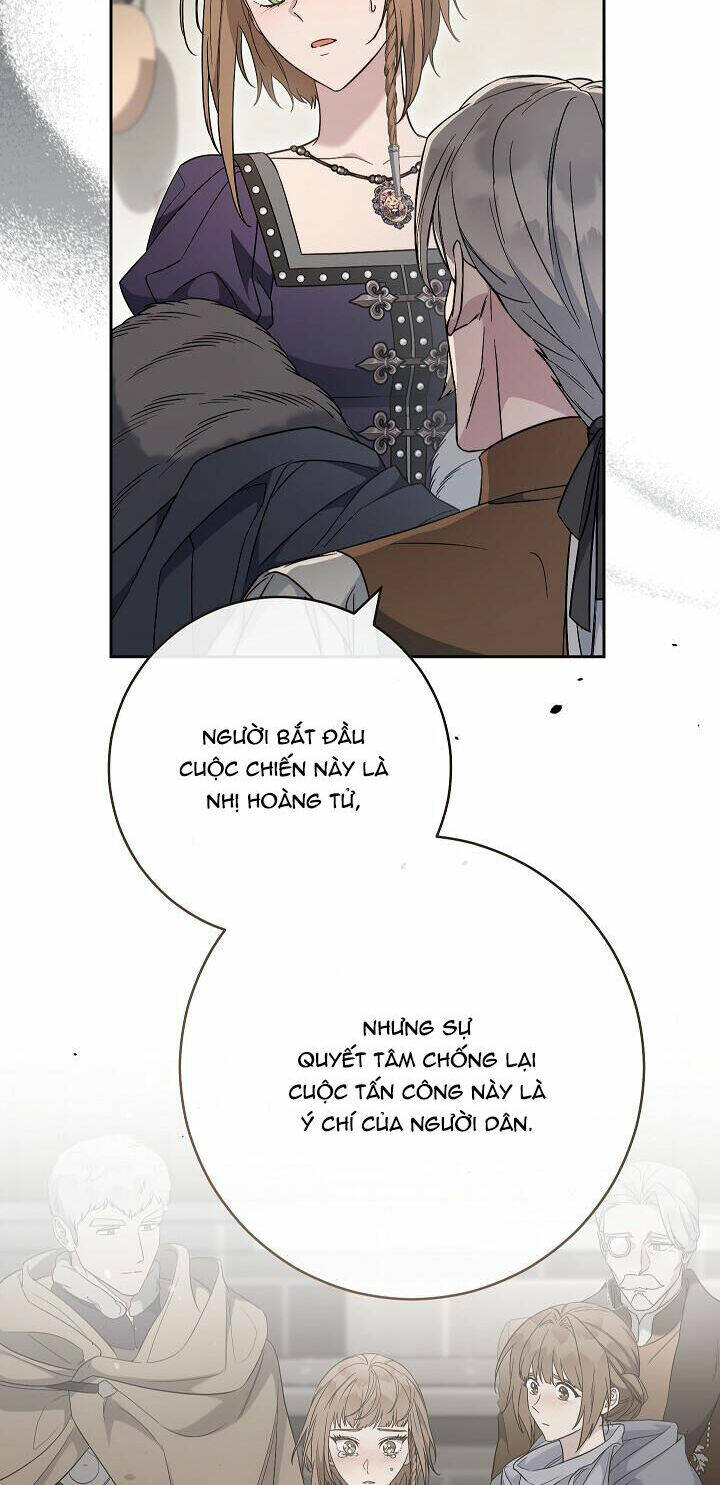 NGƯỜI BẮT ĐẦU
CUỘC CHIẾN NÀY LÀ
NHỊ HOÀNG TỬ,
NHƯNG SỰ
QUYẾT TÂM CHỐNG LẠI
CUỘC TẤN CÔNG NÀY LÀ
Ý CHÍ CỦA NGƯỜI DÂN.